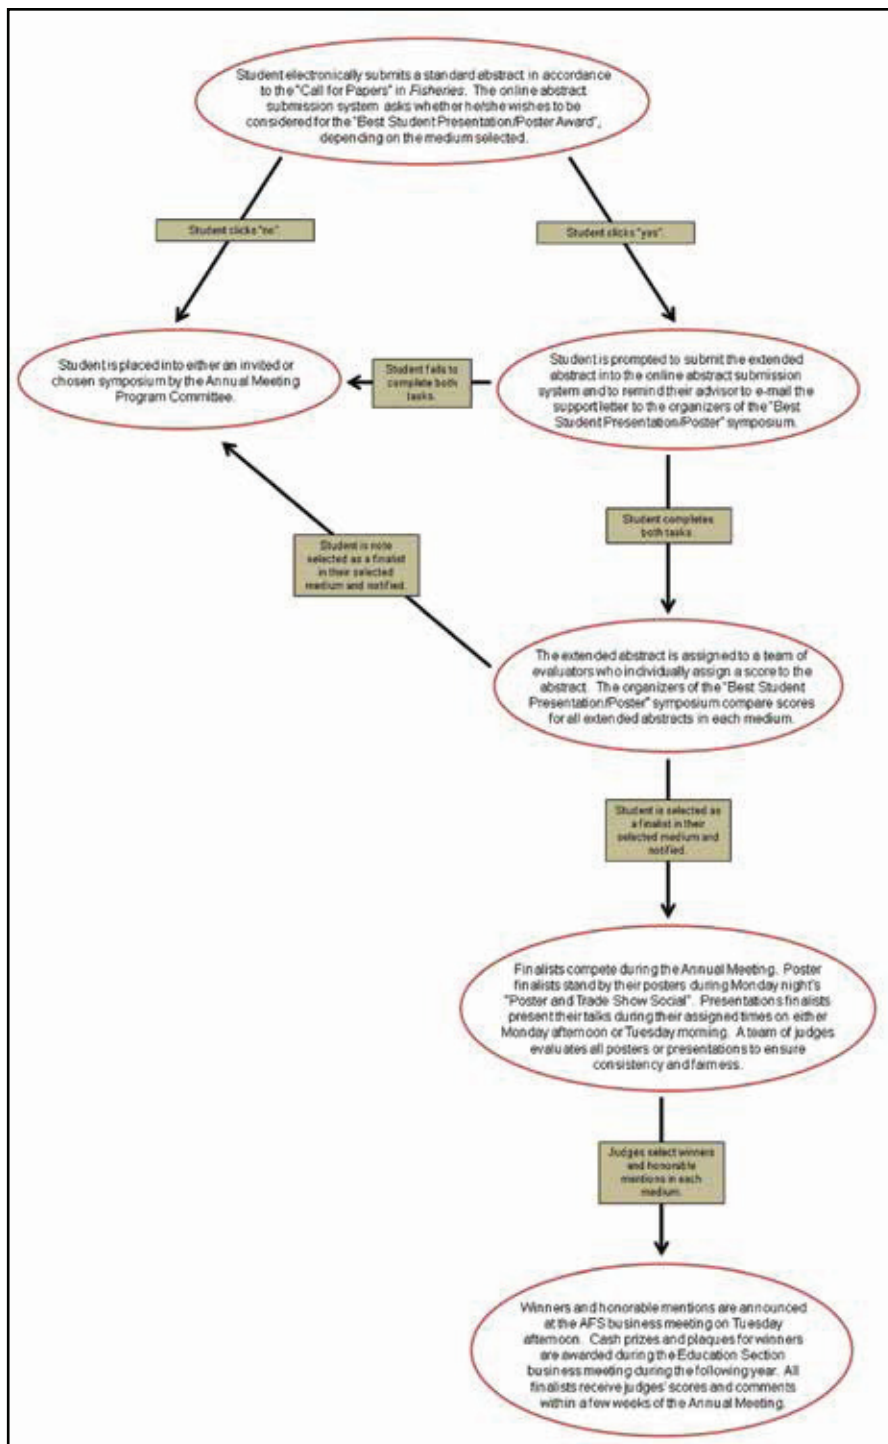 Student electronically submits a standard abstract in accordance
to the "Call for Papers" in Fisheries. The online abstract
submission system asks whether he/she wishes to be
considered for the "Best Student Presentation/Poster Award",
depending on the medium selected.
Student clicks "no".
Student clicks "yes".
Student is placed into either an invited or
chosen symposium by the Annual Meeting
Program Committee.
Student fails to
complete both
tasks.
Student is prompted to submit the extended
abstract into the online abstract submission
system and to remind their advisor to e-mail the
support letter to the organizers of the "Best
Student Presentation/Poster" symposium.
Student completes
both tasks.
Student is note
selected as a finalist
in their selected
medium and notified.
The extended abstract is assigned to a team of
evaluators who individually assign a score to the
abstract. The organizers of the "Best Student
Presentation/Poster" symposium compare scores
for all extended abstracts in each medium.
Student is selected as
a finalist in their
selected medium and
notified.
Finalists compete during the Annual Meeting. Poster
finalists stand by their posters during Monday night's
"Poster and Trade Show Social". Presentations finalists
present their talks during their assigned times on either
Monday afternoon or Tuesday morning. A team of judges
evaluates all posters or presentations to ensure
consistency and fairness.
Judges select winners
and honorable
mentions in each
medium.
Winners and honorable mentions are announced
at the AFS business meeting on Tuesday
afternoon. Cash prizes and plaques for winners
are awarded during the Education Section
business meeting during the following year. All
finalists receive judges' scores and comments
within a few weeks of the Annual Meeting.